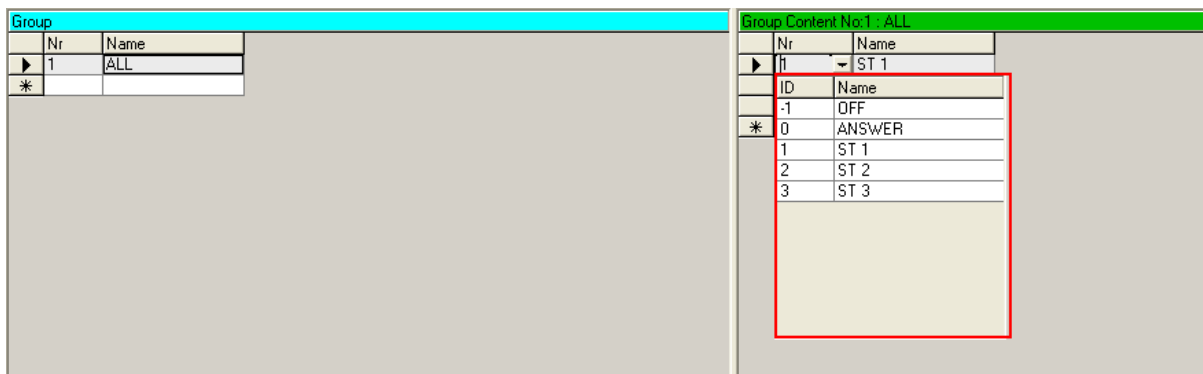 Group
Nr Name
1 ALL
Group Content No:1 : ALL
Nr Name
1 ST 1
ID Name
-1 OFF
0 ANSWER
1 ST 1
2 ST 2
3 ST 3